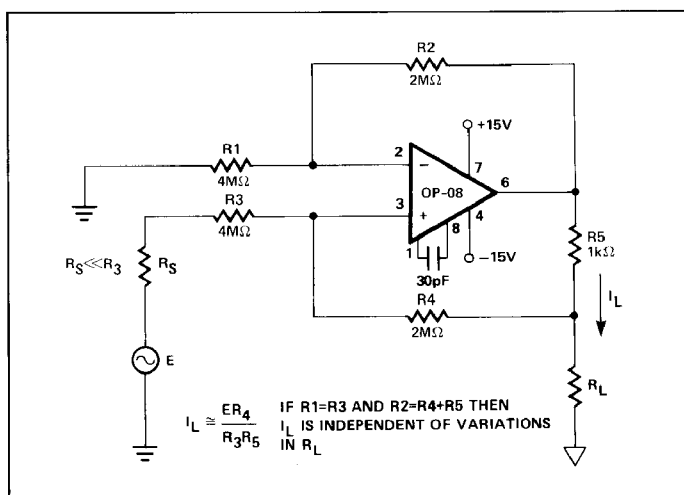 R2
2MΩ
+15V
R1
4MΩ
2
−
7
OP-08
6
R3
4MΩ
3
+
8
4
1
−15V
30pF
R5
1kΩ
RS≪R3
RS
R4
2MΩ
IL
E
RL
IL ≅ ER4 / R3R5
IF R1=R3 AND R2=R4+R5 THEN
IL IS INDEPENDENT OF VARIATIONS
IN RL